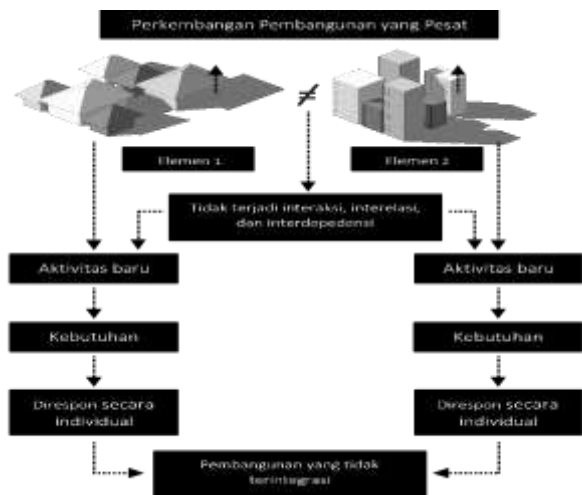 Perkembangan Pembangunan yang Pesat
≠
Elemen 1
Elemen 2
Tidak terjadi interaksi, interelasi,
dan interdepedensi
Aktivitas baru
Aktivitas baru
Kebutuhan
Kebutuhan
Direspon secara
individual
Direspon secara
individual
Pembangunan yang tidak
terintegrasi